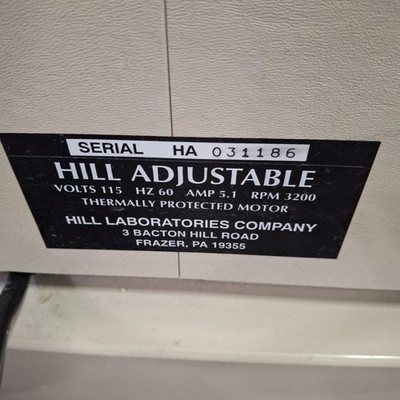 SERIAL HA 031186
HILL ADJUSTABLE
VOLTS 115 HZ 60 AMP 5.1 RPM 3200
THERMALLY PROTECTED MOTOR
HILL LABORATORIES COMPANY
3 BACTON HILL ROAD
FRAZER, PA 19355